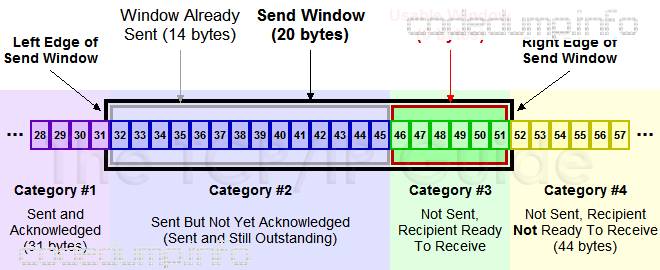 Window Already
Sent (14 bytes)
Send Window
(20 bytes)
Left Edge of
Send Window
Right Edge of
Send Window
... 28 29 30 31 32 33 34 35 36 37 38 39 40 41 42 43 44 45 46 47 48 49 50 51 52 53 54 55 56 57 ...
The TCP/IP Guide
Category #1
Sent and
Acknowledged
(31 bytes)
Category #2
Sent But Not Yet Acknowledged
(Sent and Still Outstanding)
Category #3
Not Sent,
Recipient Ready
To Receive
Category #4
Not Sent, Recipient
Not Ready To Receive
(44 bytes)